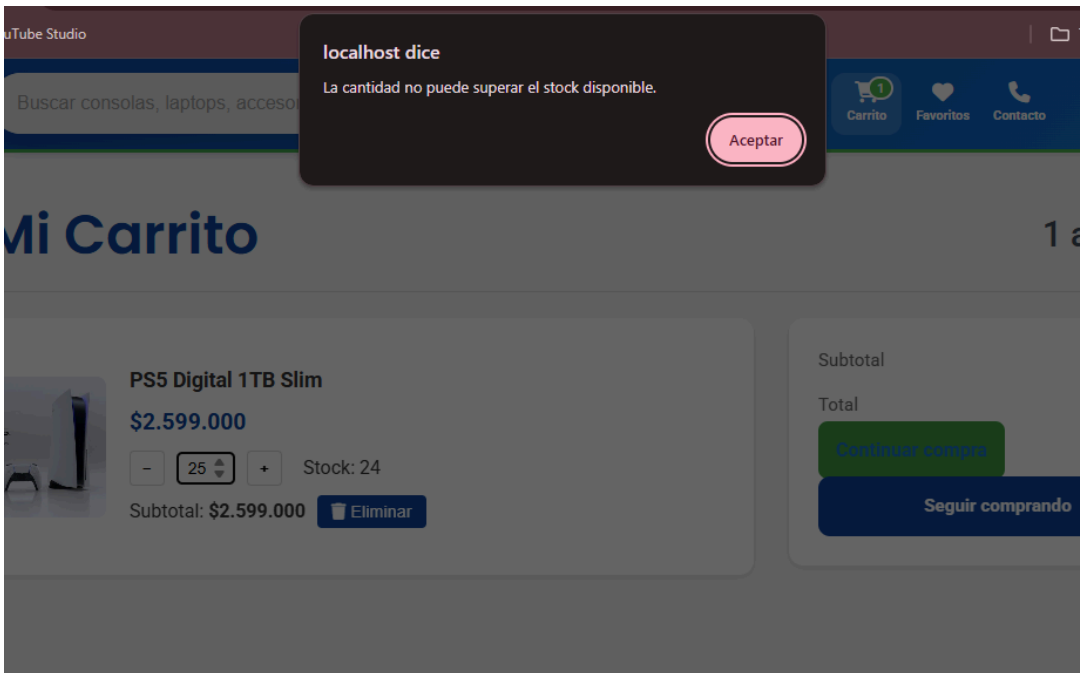 uTube Studio
localhost dice
La cantidad no puede superar el stock disponible.
Aceptar
Buscar consolas, laptops, acceso
1
Carrito
Favoritos
Contacto
Mi Carrito
1 a
PS5 Digital 1TB Slim
$2.599.000
- 25 + Stock: 24
Subtotal: $2.599.000 Eliminar
Subtotal
Total
Continuar compra
Seguir comprando